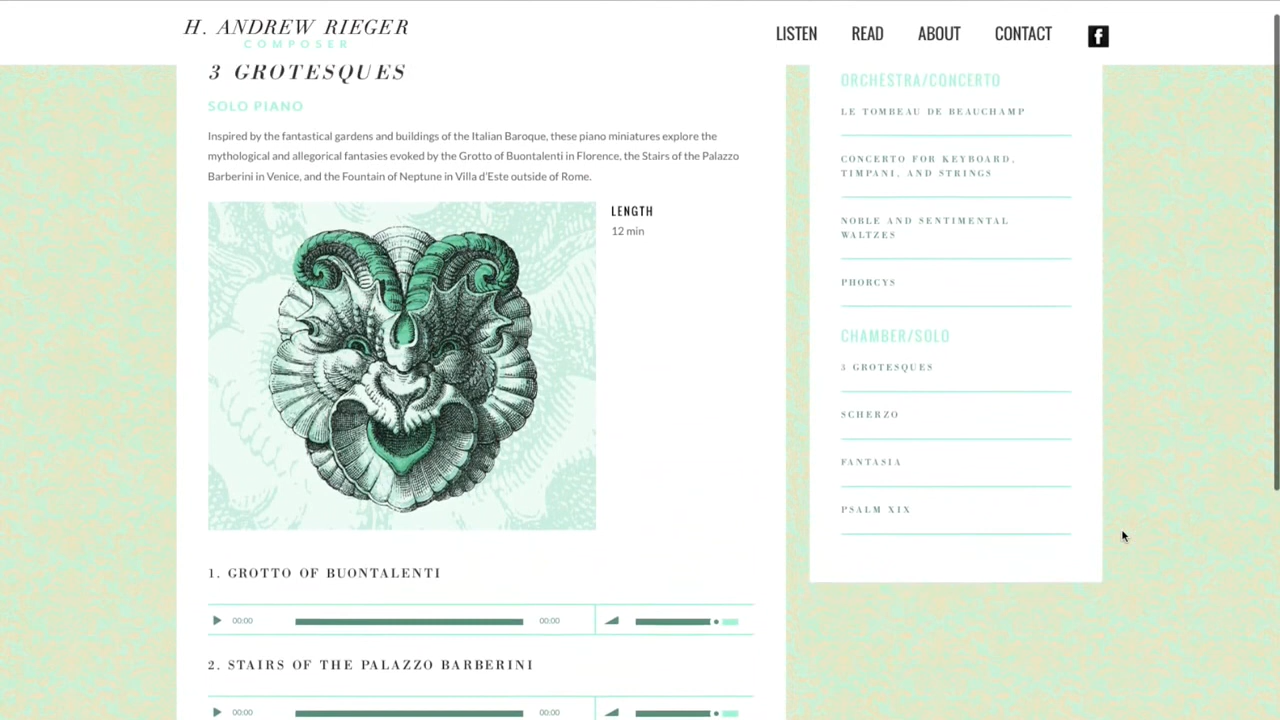 H. ANDREW RIEGER
COMPOSER
LISTEN
READ
ABOUT
CONTACT
f
3 GROTESQUES
SOLO PIANO
Inspired by the fantastical gardens and buildings of the Italian Baroque, these piano miniatures explore the
mythological and allegorical fantasies evoked by the Grotto of Buontalenti in Florence, the Stairs of the Palazzo
Barberini in Venice, and the Fountain of Neptune in Villa d'Este outside of Rome.
LENGTH
12 min
1. GROTTO OF BUONTALENTI
00:00
00:00
2. STAIRS OF THE PALAZZO BARBERINI
00:00
00:00
ORCHESTRA/CONCERTO
LE TOMBEAU DE BEAUCHAMP
CONCERTO FOR KEYBOARD,
TIMPANI, AND STRINGS
NOBLE AND SENTIMENTAL
WALTZES
PHORCYS
CHAMBER/SOLO
3 GROTESQUES
SCHERZO
FANTASIA
PSALM XIX